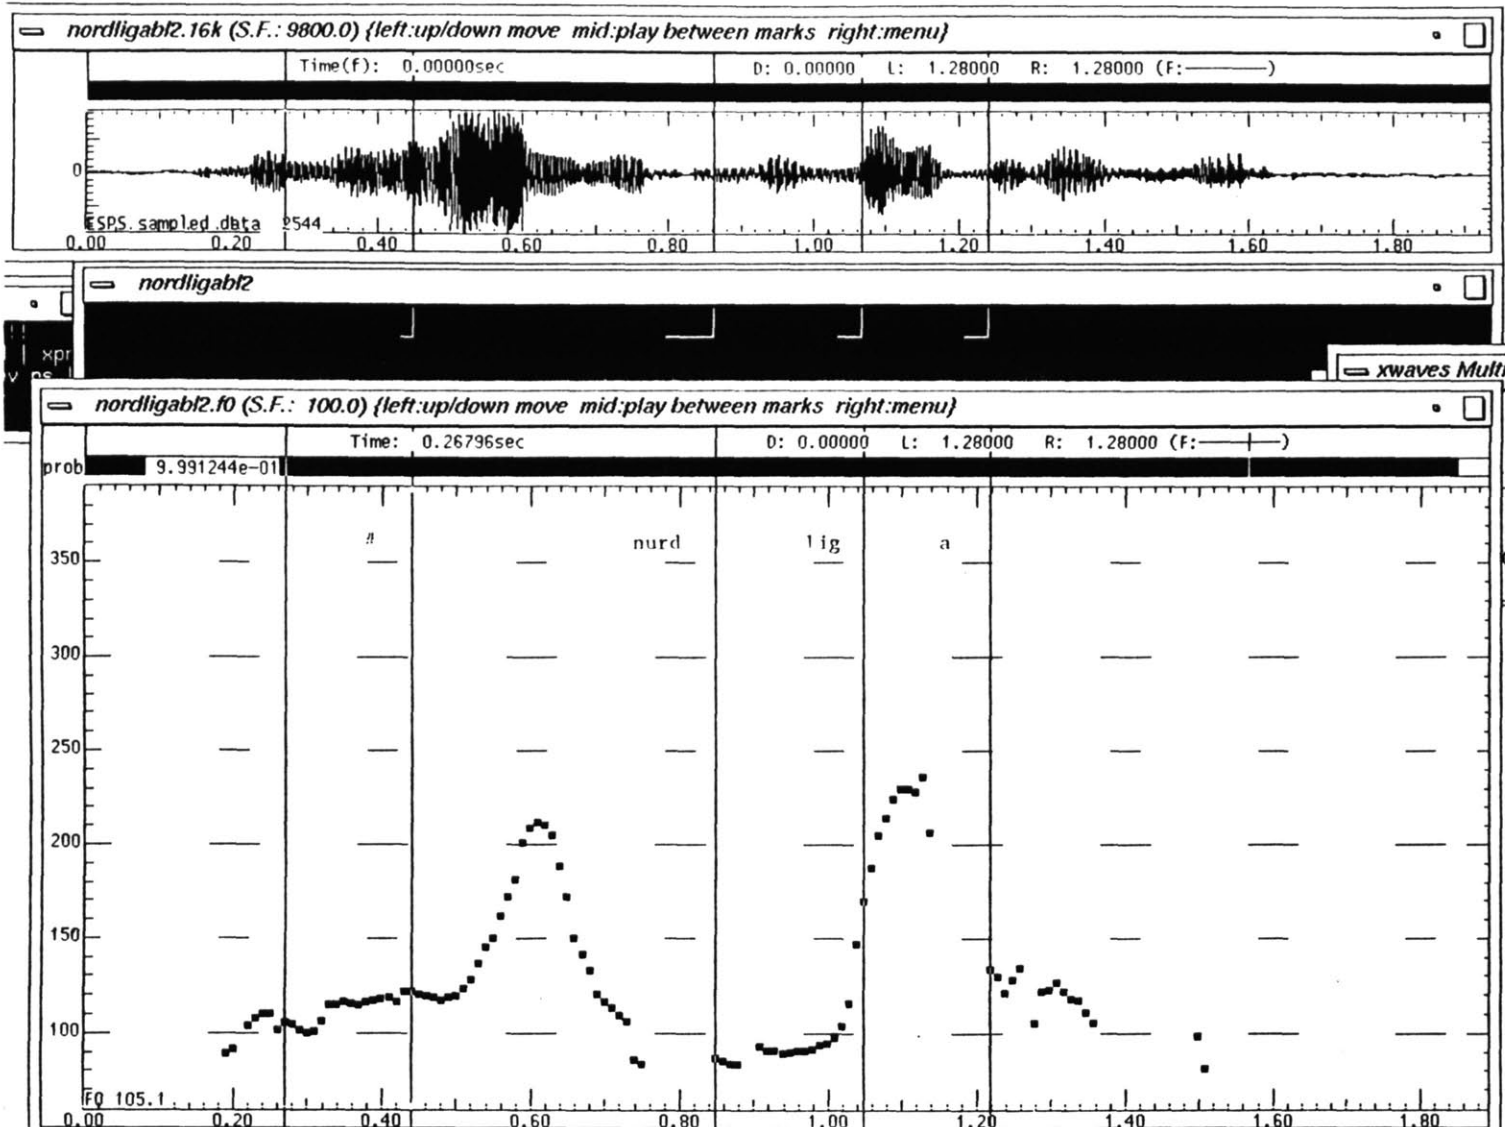 nordligabl2.16k (S.F.: 9800.0) {left:up/down move mid:play between marks right:menu}
Time(f): 0.00000sec D: 0.00000 L: 1.28000 R: 1.28000 (F:————)
0
ESPS.sampled.data 2544
0.00 0.20 0.40 0.60 0.80 1.00 1.20 1.40 1.60 1.80
nordligabl2
xpr
xwaves Multi
nordligabl2.f0 (S.F.: 100.0) {left:up/down move mid:play between marks right:menu}
Time: 0.26796sec D: 0.00000 L: 1.28000 R: 1.28000 (F:————)
prob 9.991244e-01
# nurd lig a
350
300
250
200
150
100
F0 105.1
0.00 0.20 0.40 0.60 0.80 1.00 1.20 1.40 1.60 1.80